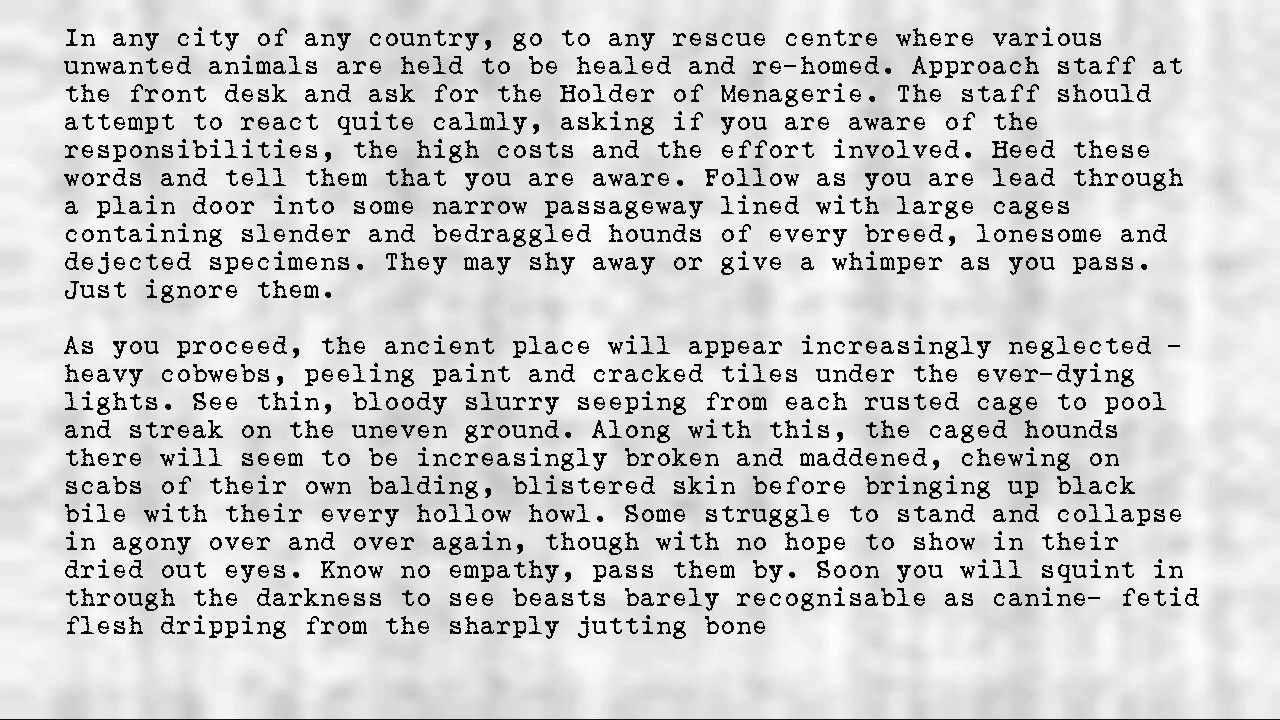 In any city of any country, go to any rescue centre where various
unwanted animals are held to be healed and re-homed. Approach staff at
the front desk and ask for the Holder of Menagerie. The staff should
attempt to react quite calmly, asking if you are aware of the
responsibilities, the high costs and the effort involved. Heed these
words and tell them that you are aware. Follow as you are lead through
a plain door into some narrow passageway lined with large cages
containing slender and bedraggled hounds of every breed, lonesome and
dejected specimens. They may shy away or give a whimper as you pass.
Just ignore them.

As you proceed, the ancient place will appear increasingly neglected -
heavy cobwebs, peeling paint and cracked tiles under the ever-dying
lights. See thin, bloody slurry seeping from each rusted cage to pool
and streak on the uneven ground. Along with this, the caged hounds
there will seem to be increasingly broken and maddened, chewing on
scabs of their own balding, blistered skin before bringing up black
bile with their every hollow howl. Some struggle to stand and collapse
in agony over and over again, though with no hope to show in their
dried out eyes. Know no empathy, pass them by. Soon you will squint in
through the darkness to see beasts barely recognisable as canine- fetid
flesh dripping from the sharply jutting bone